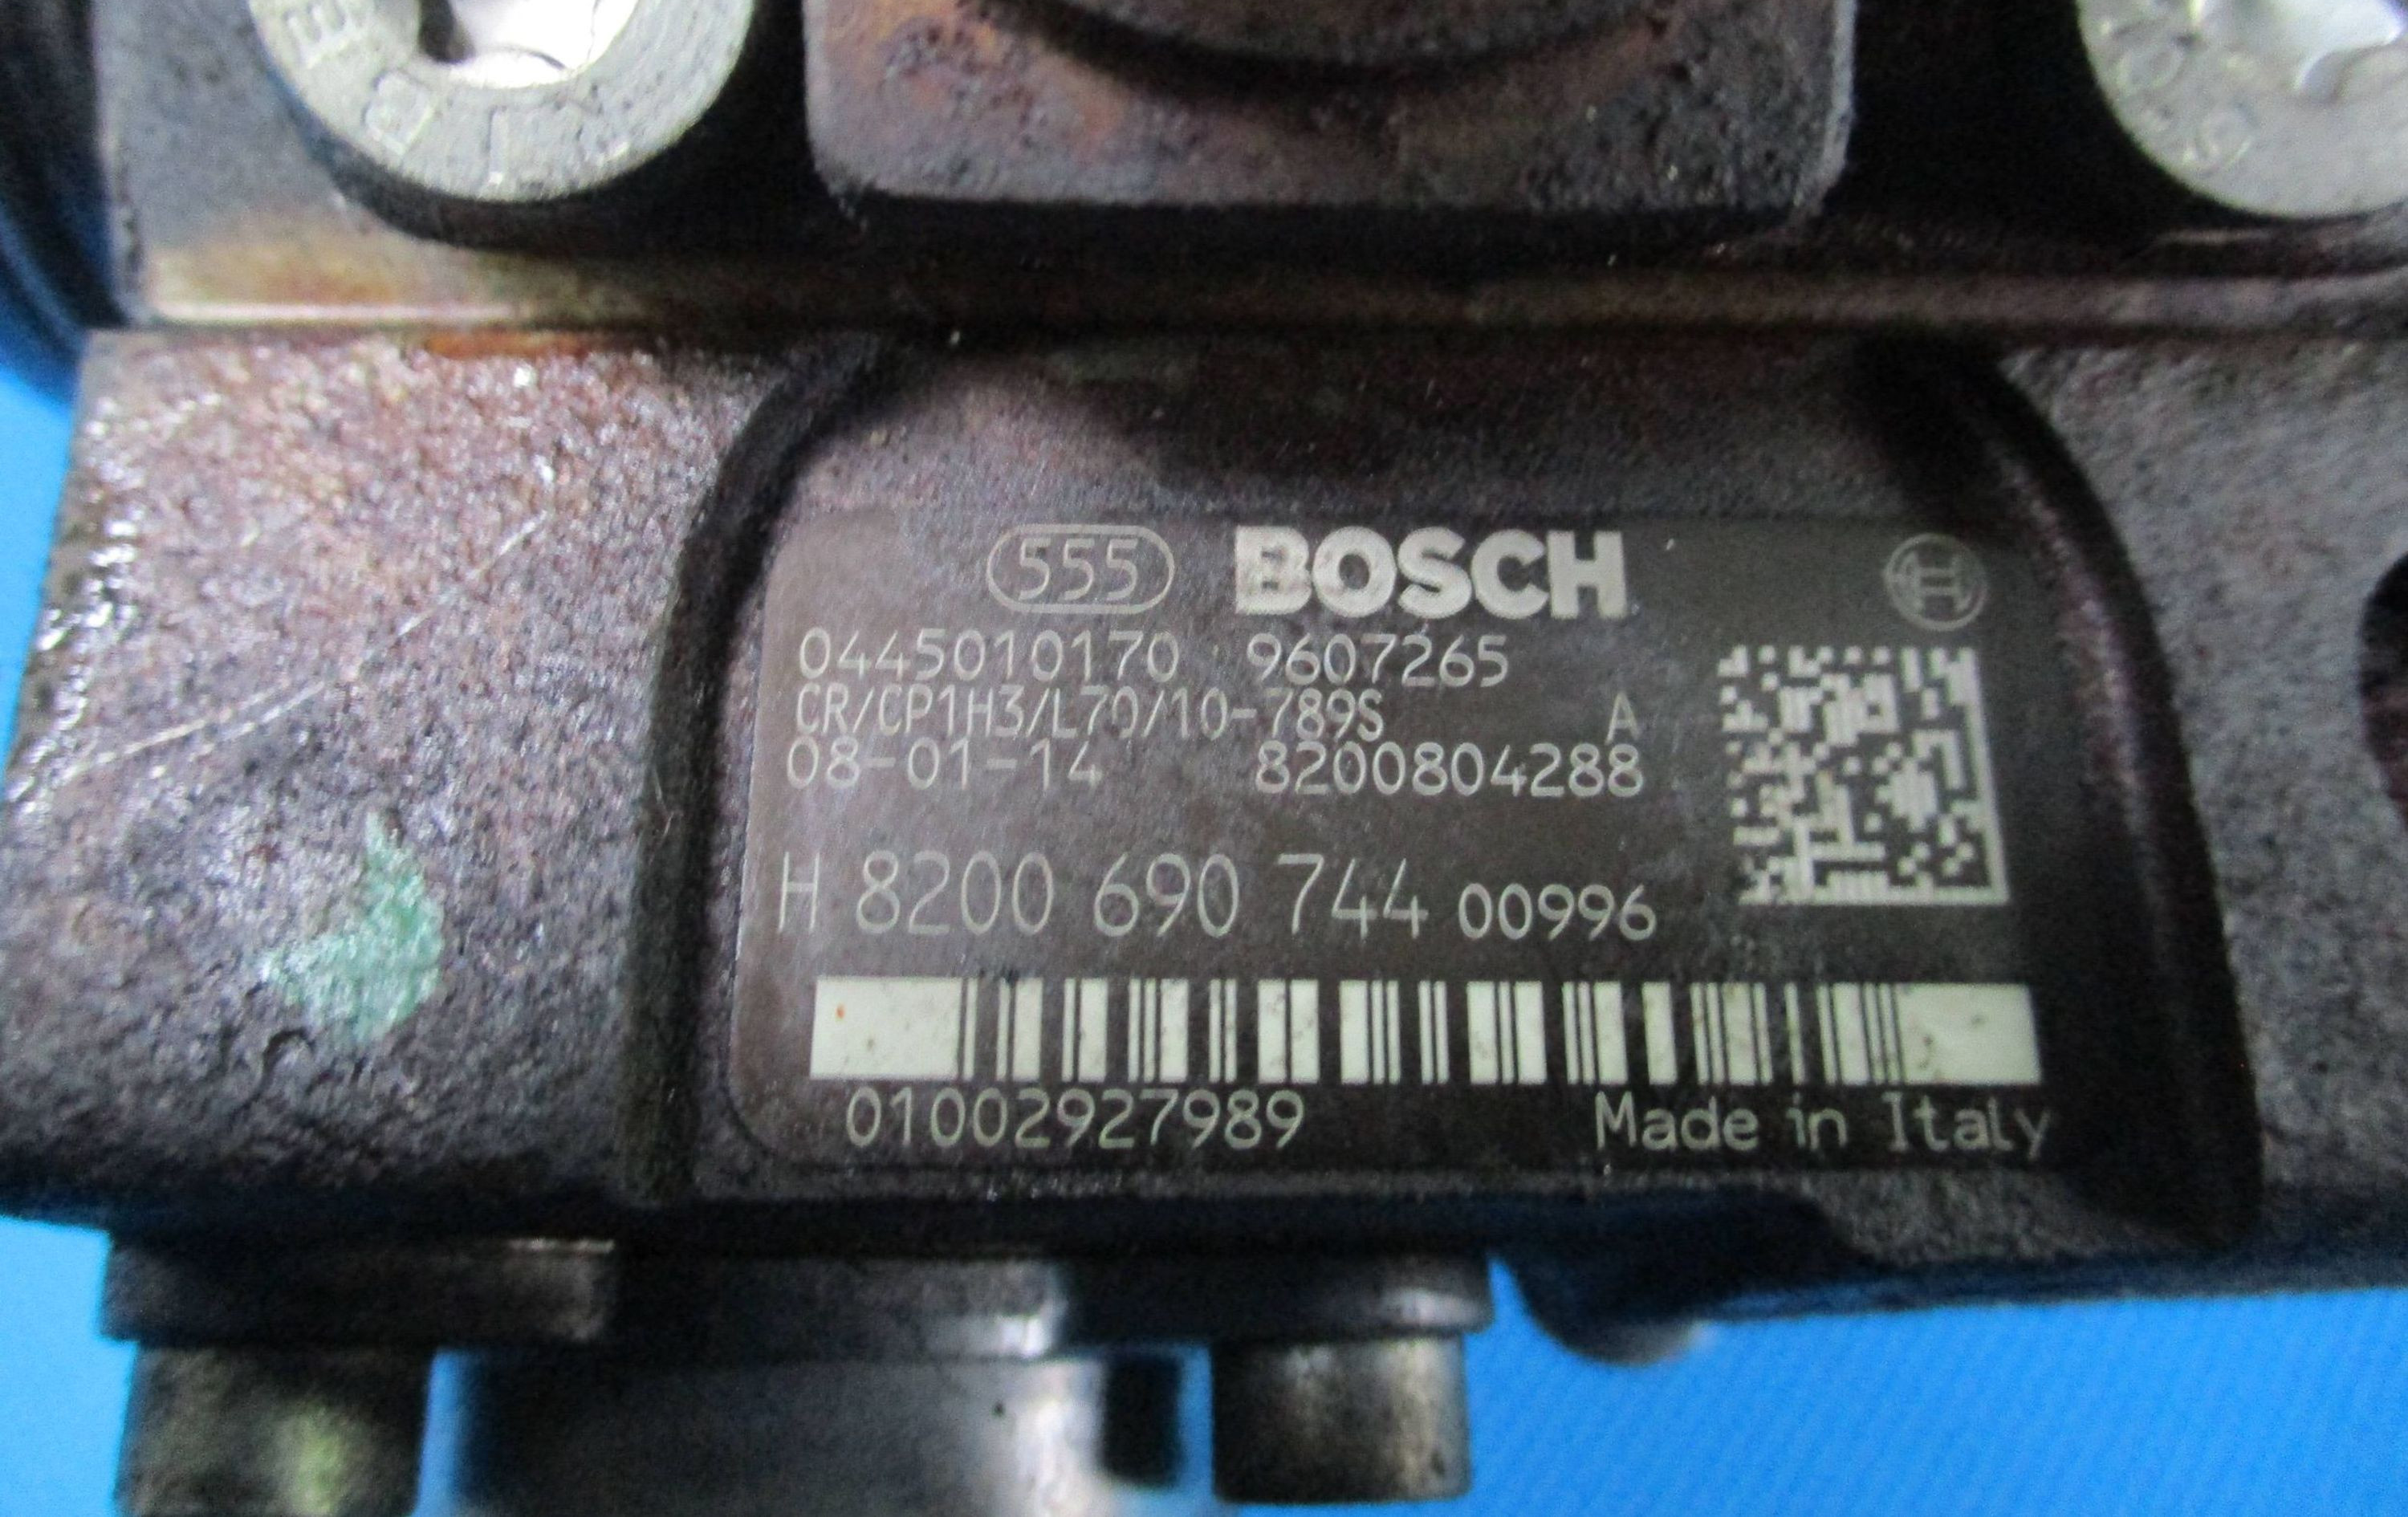 555 BOSCH
0445010170 9607265
CR/CP1H3/L70/10-789S A
08-01-14 8200804288
H 8200 690 744 00996
01002927989 Made in Italy